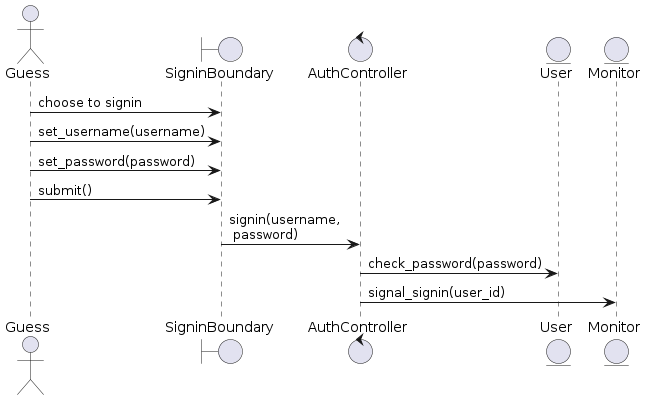 Guess
SigninBoundary
AuthController
User
Monitor
choose to signin
set_username(username)
set_password(password)
submit()
signin(username,
password)
check_password(password)
signal_signin(user_id)
Guess
SigninBoundary
AuthController
User
Monitor